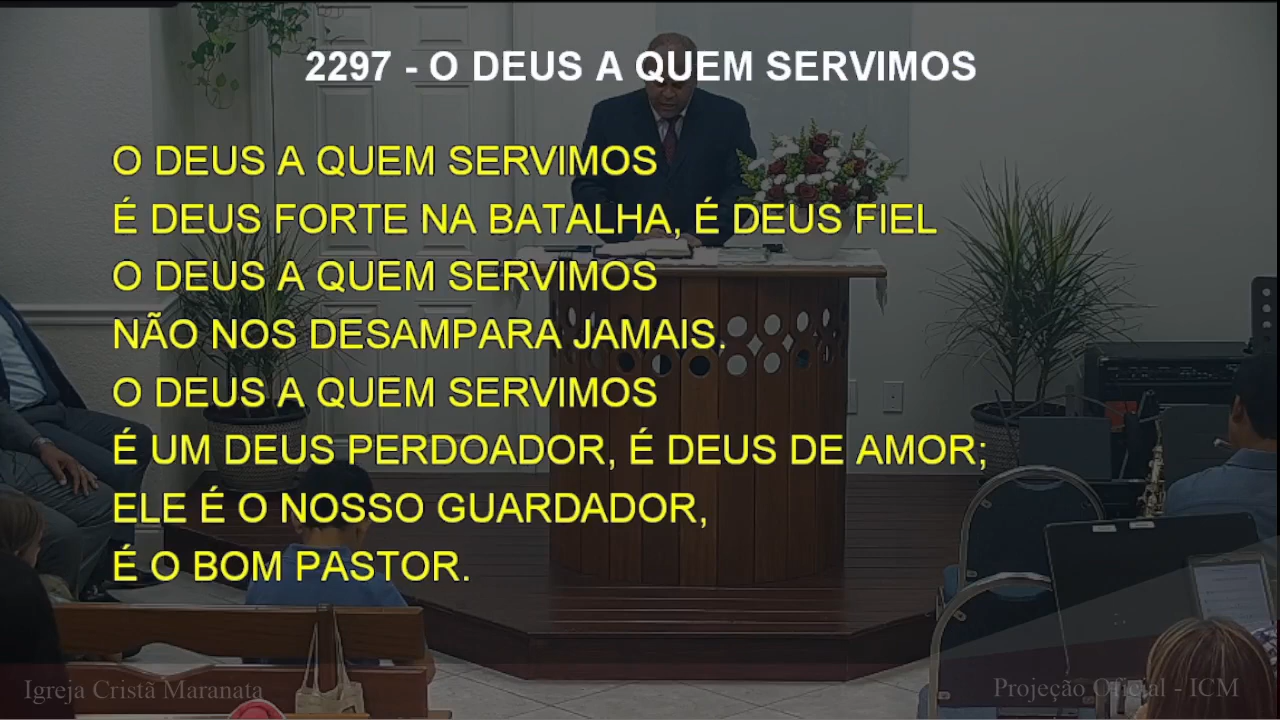 2297 - O DEUS A QUEM SERVIMOS
O DEUS A QUEM SERVIMOS
É DEUS FORTE NA BATALHA, É DEUS FIEL
O DEUS A QUEM SERVIMOS
NÃO NOS DESAMPARA JAMAIS.
O DEUS A QUEM SERVIMOS
É UM DEUS PERDOADOR, É DEUS DE AMOR;
ELE É O NOSSO GUARDADOR,
É O BOM PASTOR.
Igreja Cristã Maranata
Projeção Oficial - ICM